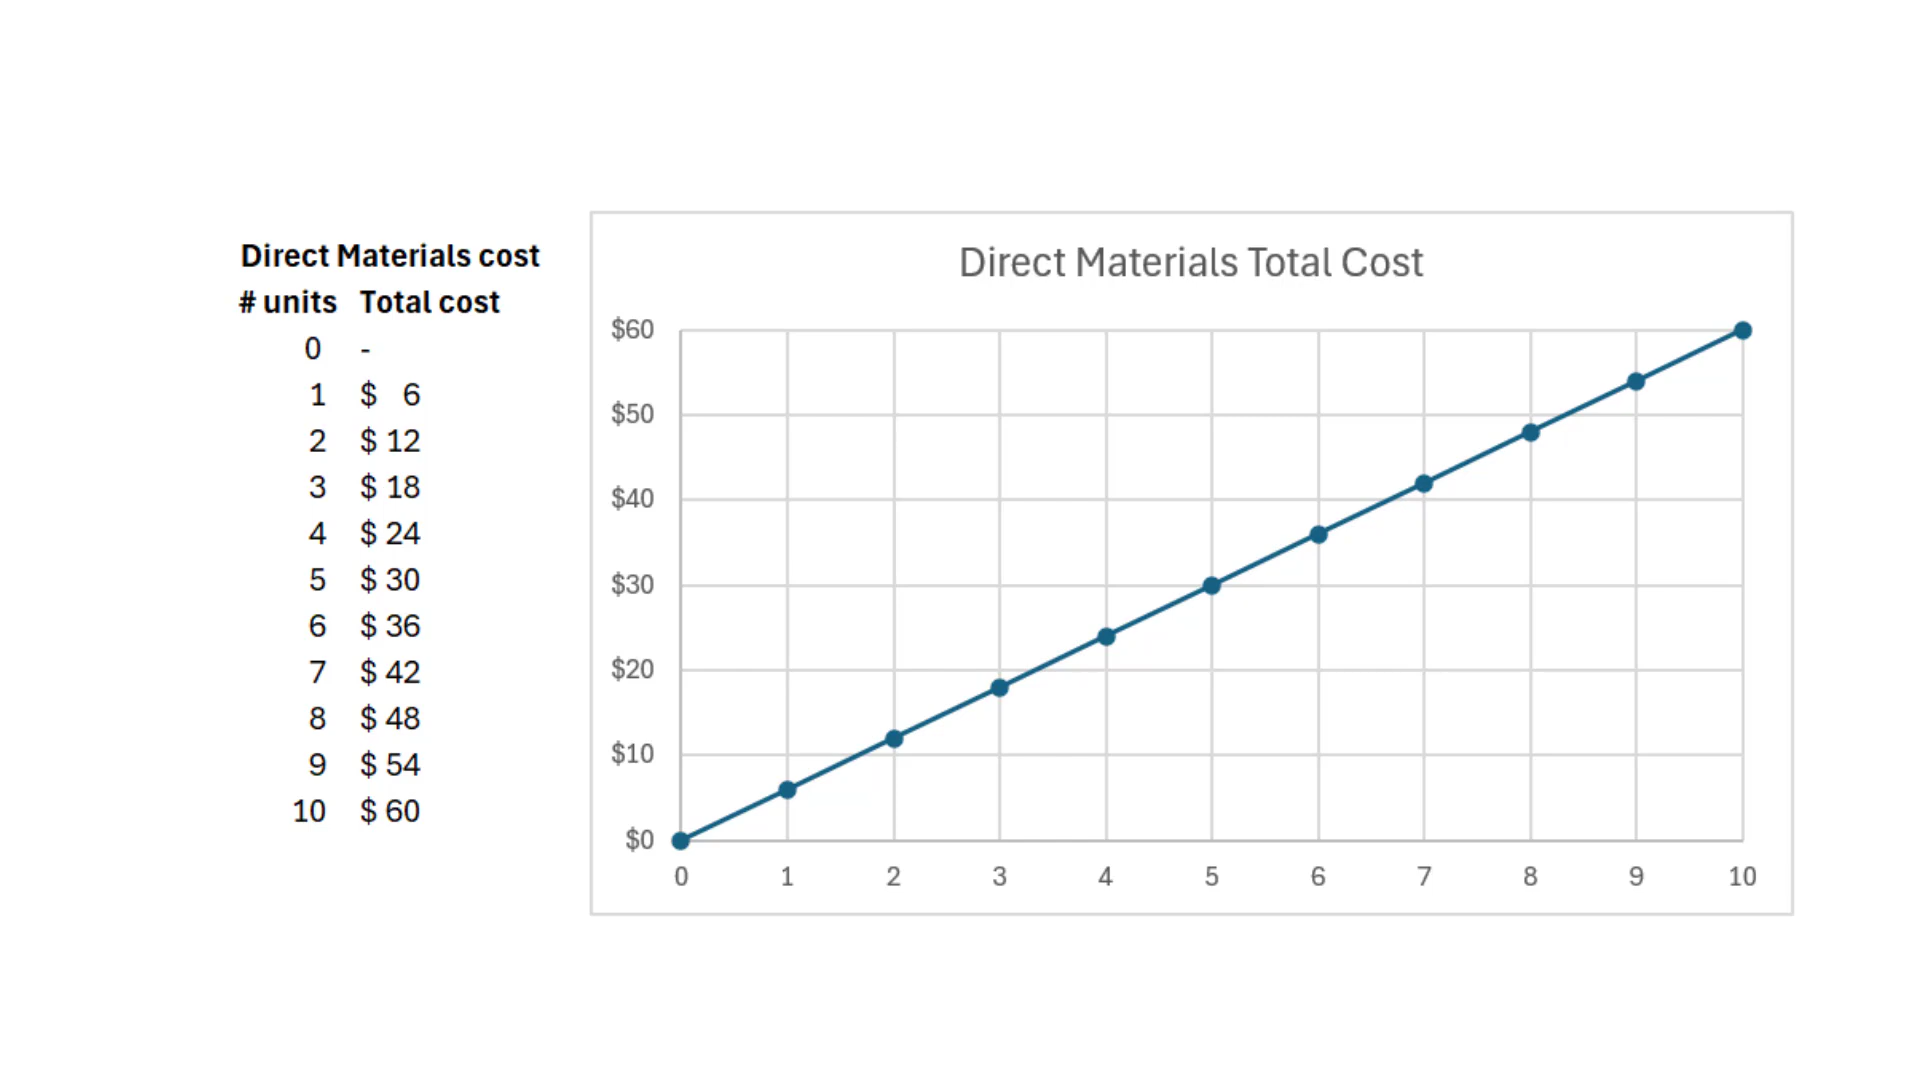 Direct Materials cost
# units Total cost
0 -
1 $ 6
2 $ 12
3 $ 18
4 $ 24
5 $ 30
6 $ 36
7 $ 42
8 $ 48
9 $ 54
10 $ 60
Direct Materials Total Cost
$60
$50
$40
$30
$20
$10
$0
0 1 2 3 4 5 6 7 8 9 10